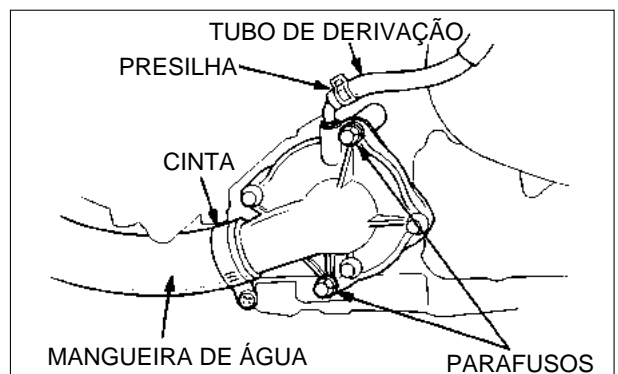 TUBO DE DERIVAÇÃO
PRESILHA
CINTA
MANGUEIRA DE ÁGUA
PARAFUSOS